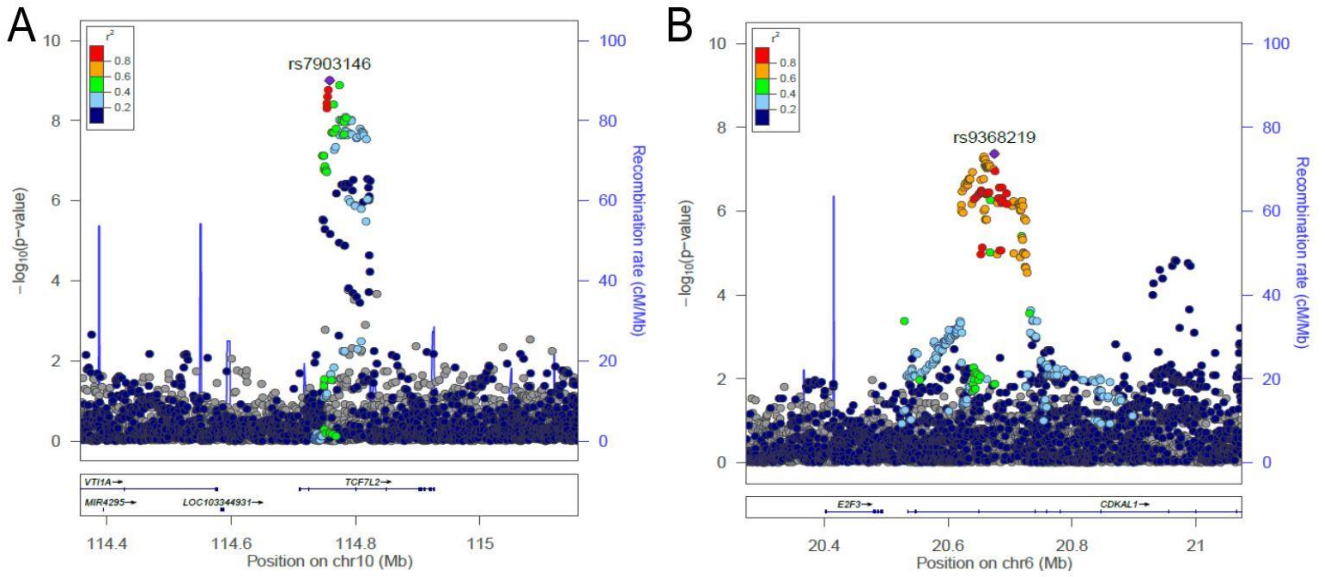 A
r²
0.8
0.6
0.4
0.2
rs7903146
10
8
6
4
2
0
−log₁₀(p−value)
100
80
60
40
20
0
Recombination rate (cM/Mb)
VTI1A→
TCF7L2→
MIR4295→
LOC103344931→
114.4
114.6
114.8
115
Position on chr10 (Mb)
B
r²
0.8
0.6
0.4
0.2
rs9368219
10
8
6
4
2
0
−log₁₀(p−value)
100
80
60
40
20
0
Recombination rate (cM/Mb)
E2F3→
CDKAL1→
20.4
20.6
20.8
21
Position on chr6 (Mb)